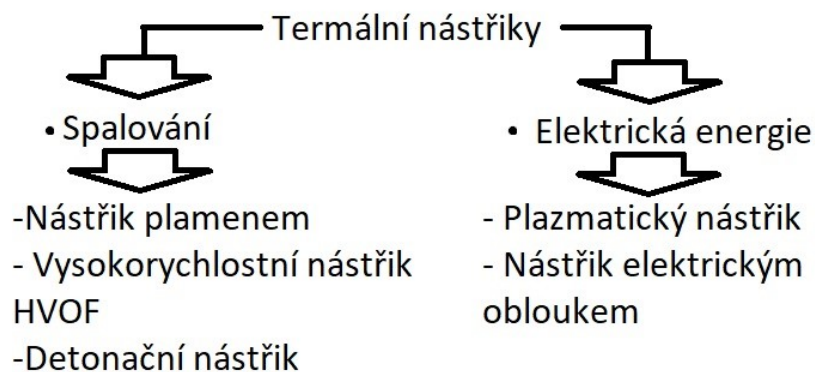 Termální nástřiky
• Spalování
-Nástřik plamenem
- Vysokorychlostní nástřik
HVOF
-Detonační nástřik
• Elektrická energie
- Plazmatický nástřik
- Nástřik elektrickým
obloukem